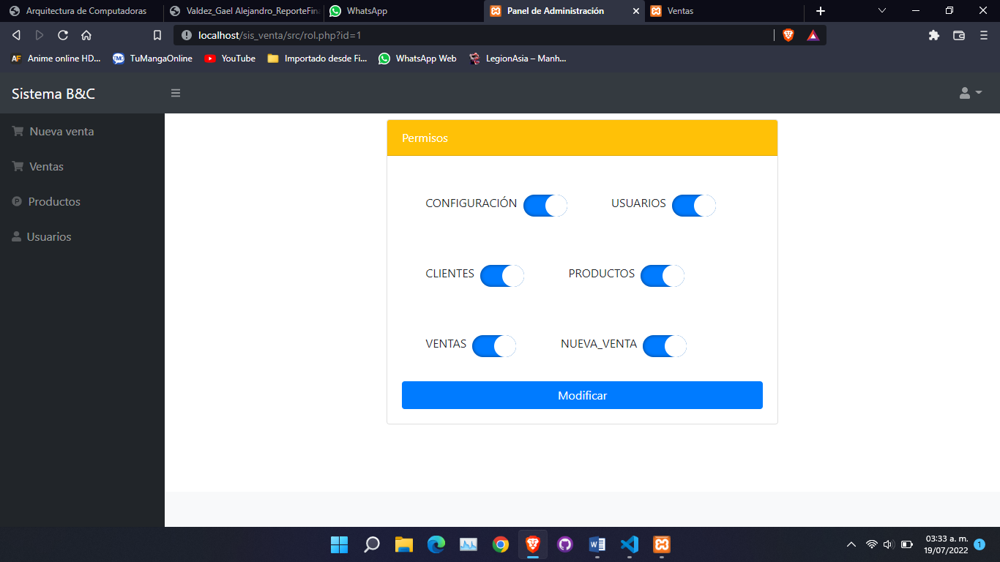 Arquitectura de Computadoras
Valdez_Gael Alejandro_ReporteFin
WhatsApp
Panel de Administración
Ventas
localhost/sis_venta/src/rol.php?id=1
AF Anime online HD...
TMO TuMangaOnline
YouTube
Importado desde Fi...
WhatsApp Web
LegionAsia – Manh...
Sistema B&C
Nueva venta
Ventas
P Productos
Usuarios
Permisos
CONFIGURACIÓN USUARIOS
CLIENTES PRODUCTOS
VENTAS NUEVA_VENTA
Modificar
03:33 a. m.
19/07/2022
1